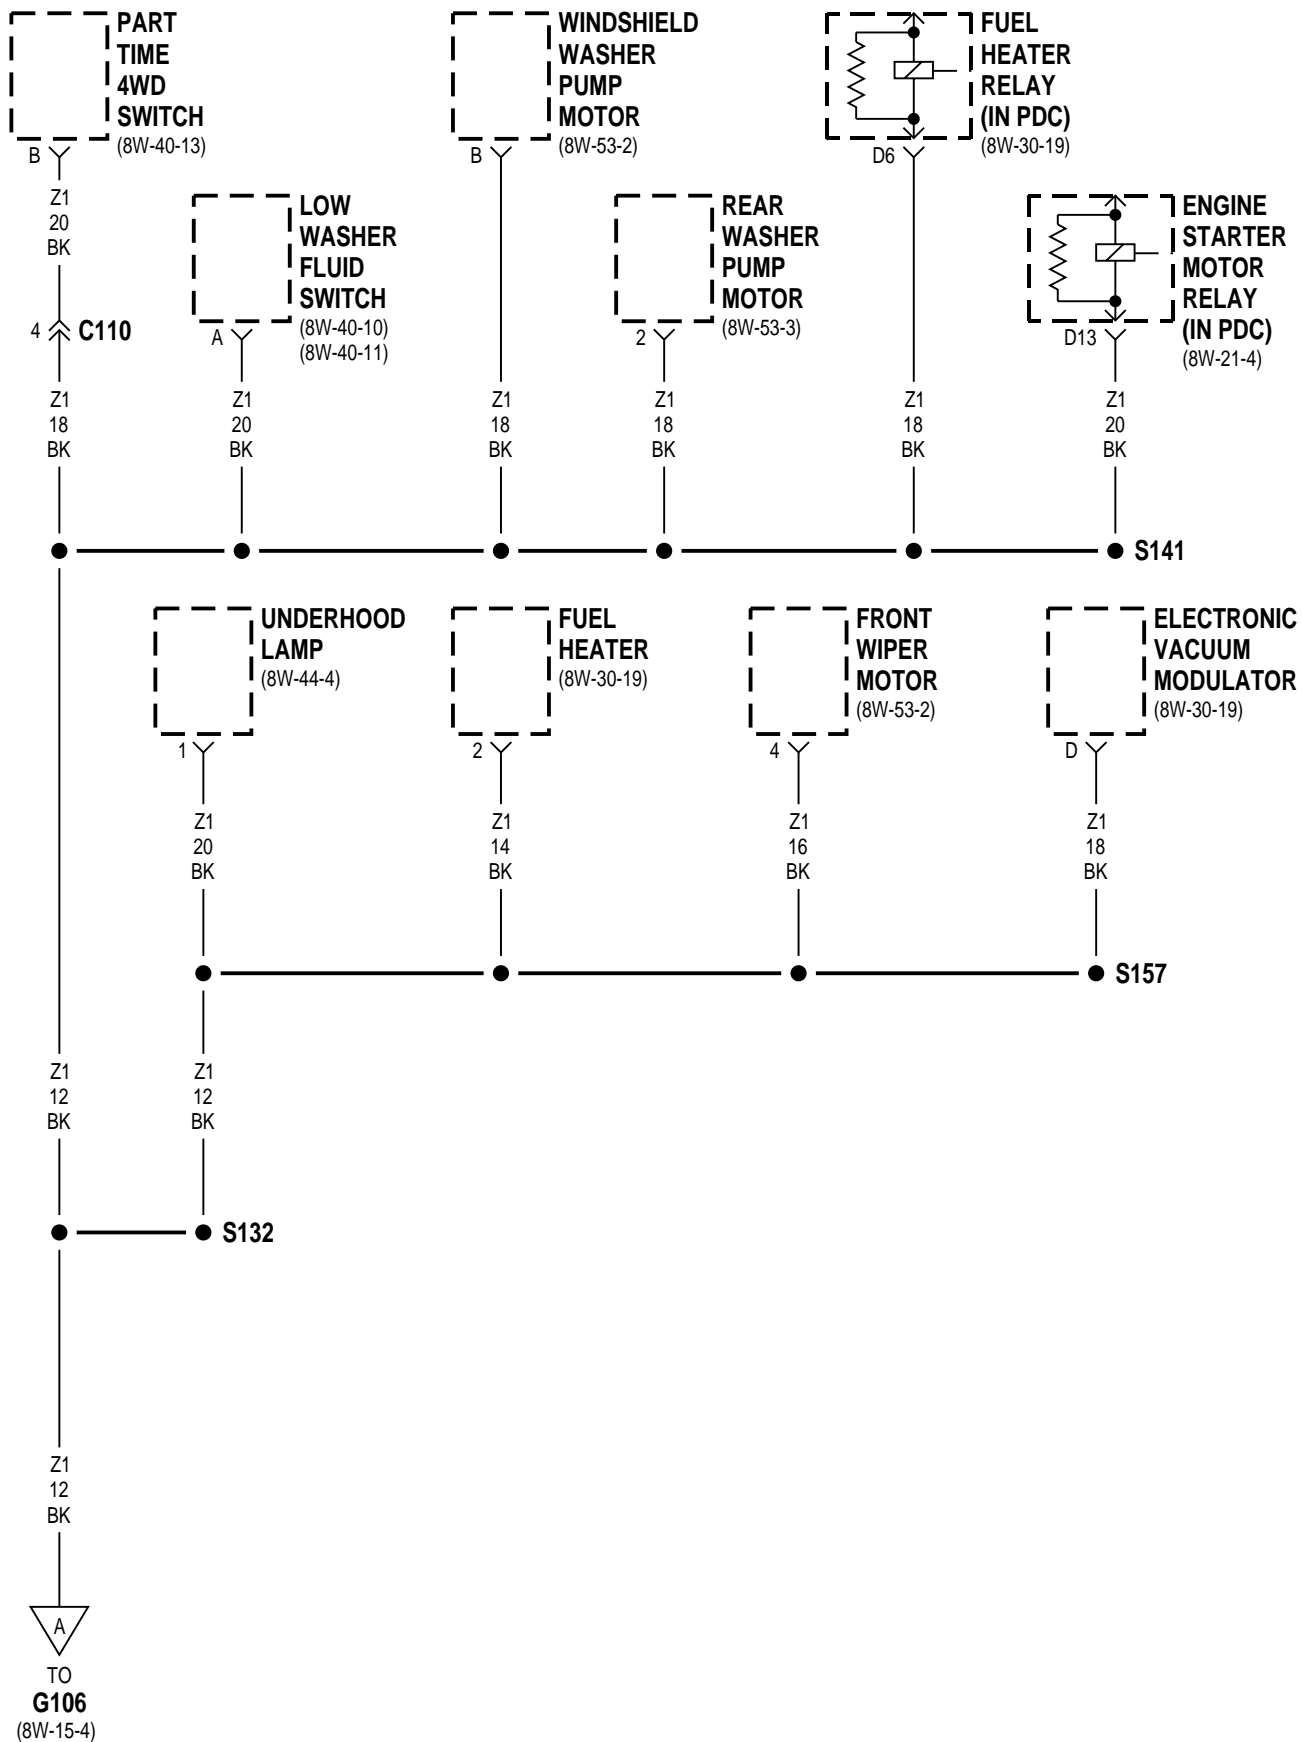 PART
TIME
4WD
SWITCH
(8W-40-13)
B
Z1
20
BK
4
C110
Z1
18
BK
LOW
WASHER
FLUID
SWITCH
(8W-40-10)
(8W-40-11)
A
Z1
20
BK
WINDSHIELD
WASHER
PUMP
MOTOR
(8W-53-2)
B
Z1
18
BK
REAR
WASHER
PUMP
MOTOR
(8W-53-3)
2
Z1
18
BK
FUEL
HEATER
RELAY
(IN PDC)
(8W-30-19)
D6
Z1
18
BK
ENGINE
STARTER
MOTOR
RELAY
(IN PDC)
(8W-21-4)
D13
Z1
20
BK
S141
UNDERHOOD
LAMP
(8W-44-4)
1
Z1
20
BK
FUEL
HEATER
(8W-30-19)
2
Z1
14
BK
FRONT
WIPER
MOTOR
(8W-53-2)
4
Z1
16
BK
ELECTRONIC
VACUUM
MODULATOR
(8W-30-19)
D
Z1
18
BK
S157
Z1
12
BK
Z1
12
BK
S132
Z1
12
BK
A
TO
G106
(8W-15-4)